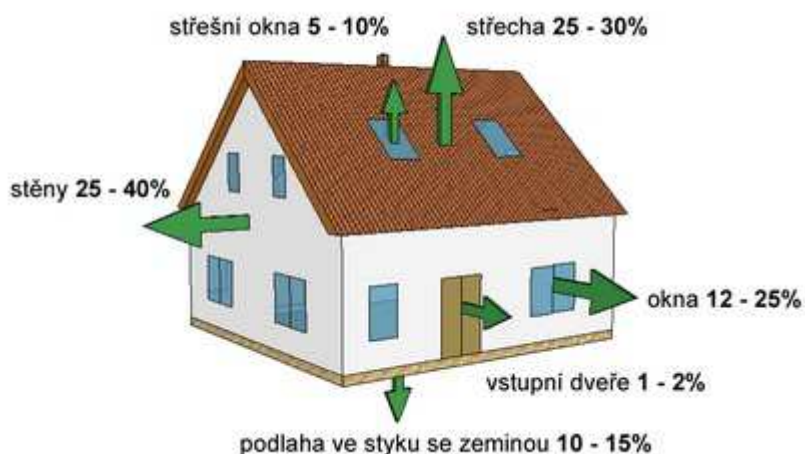 střešní okna 5 - 10%
střecha 25 - 30%
stěny 25 - 40%
okna 12 - 25%
vstupní dveře 1 - 2%
podlaha ve styku se zeminou 10 - 15%